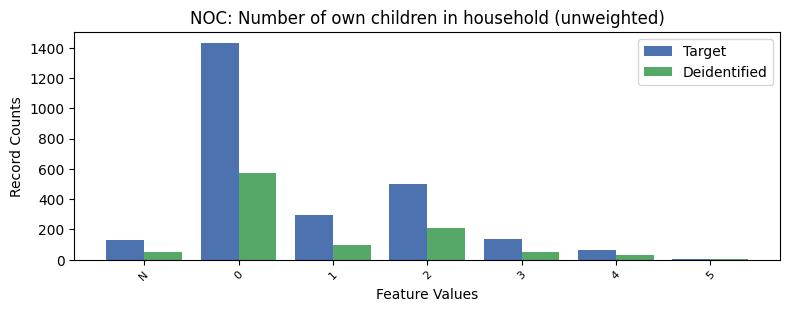 NOC: Number of own children in household (unweighted)
Target
Deidentified
Record Counts
1400
1200
1000
800
600
400
200
0
N
0
1
2
3
4
5
Feature Values